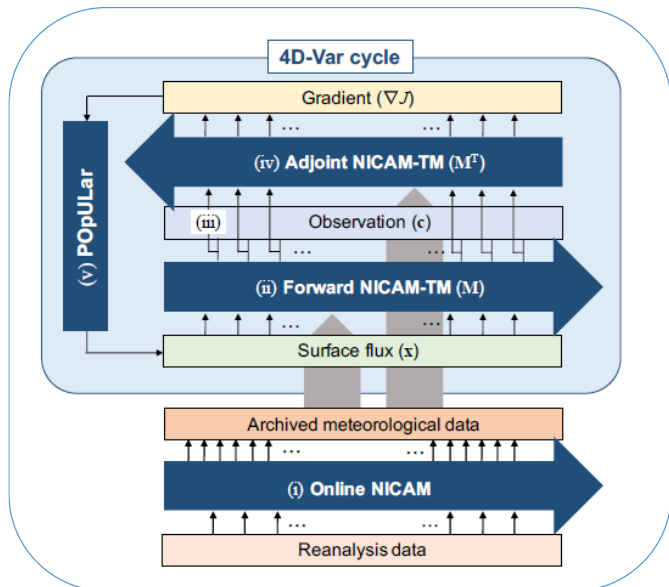 4D-Var cycle
Gradient (∇J)
... ...
(iv) Adjoint NICAM-TM (Mᵀ)
(iii)
Observation (c)
... ...
(v) POpULar
(ii) Forward NICAM-TM (M)
... ...
Surface flux (x)
Archived meteorological data
... ...
(i) Online NICAM
... ...
Reanalysis data